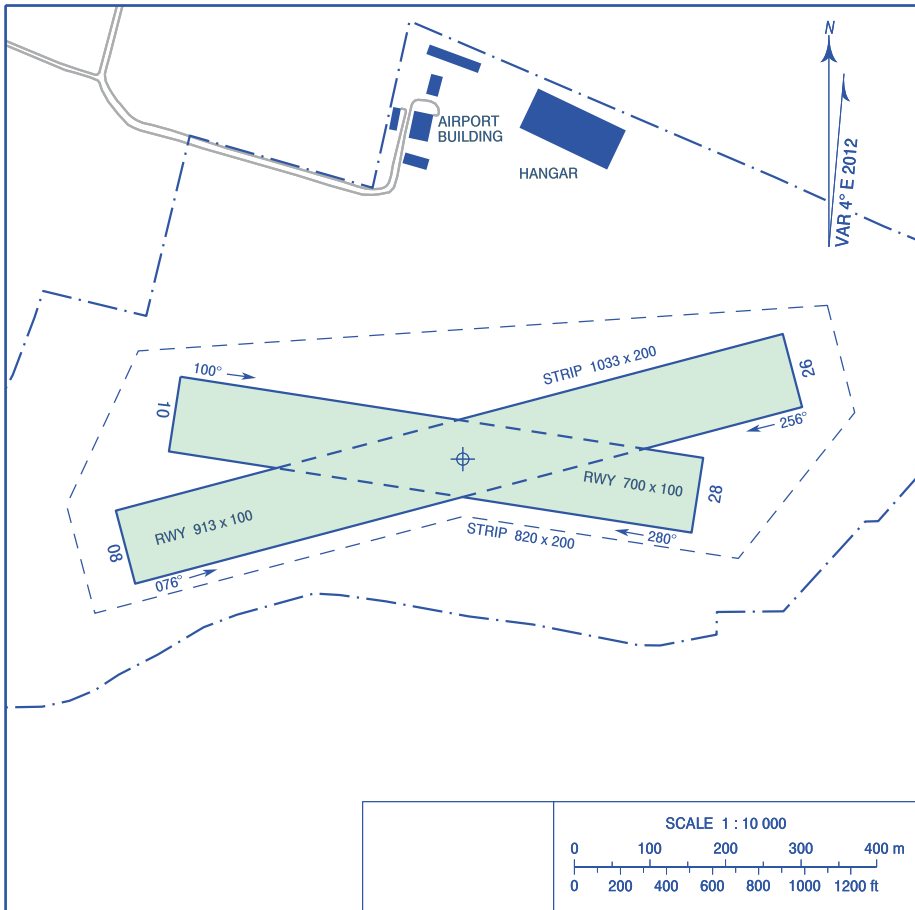 N
VAR 4° E 2012
AIRPORT
BUILDING
HANGAR
100°
10
STRIP 1033 x 200
26
256°
RWY 700 x 100
28
RWY 913 x 100
08
076°
STRIP 820 x 200
280°
SCALE 1 : 10 000
0 100 200 300 400 m
0 200 400 600 800 1000 1200 ft